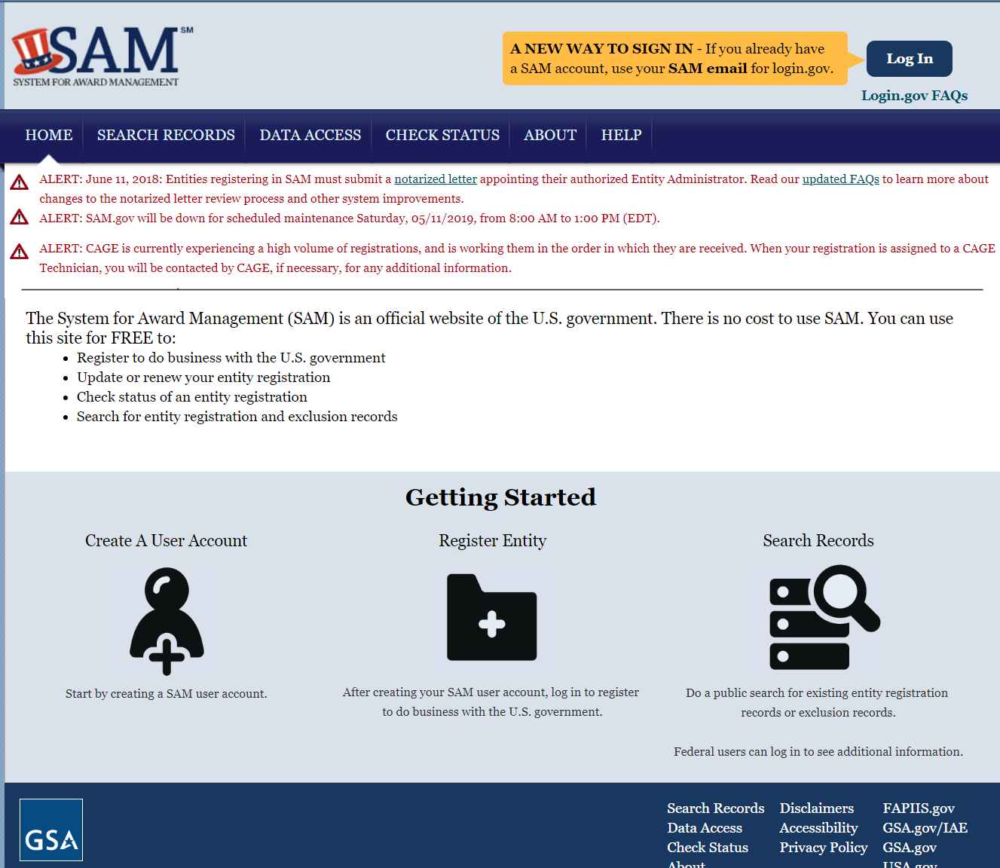 SAM SM
SYSTEM FOR AWARD MANAGEMENT
A NEW WAY TO SIGN IN - If you already have
a SAM account, use your SAM email for login.gov.
Log In
Login.gov FAQs
HOME SEARCH RECORDS DATA ACCESS CHECK STATUS ABOUT HELP
ALERT: June 11, 2018: Entities registering in SAM must submit a notarized letter appointing their authorized Entity Administrator. Read our updated FAQs to learn more about
changes to the notarized letter review process and other system improvements.
ALERT: SAM.gov will be down for scheduled maintenance Saturday, 05/11/2019, from 8:00 AM to 1:00 PM (EDT).
ALERT: CAGE is currently experiencing a high volume of registrations, and is working them in the order in which they are received. When your registration is assigned to a CAGE
Technician, you will be contacted by CAGE, if necessary, for any additional information.
The System for Award Management (SAM) is an official website of the U.S. government. There is no cost to use SAM. You can use
this site for FREE to:
• Register to do business with the U.S. government
• Update or renew your entity registration
• Check status of an entity registration
• Search for entity registration and exclusion records
Getting Started
Create A User Account
Start by creating a SAM user account.
Register Entity
After creating your SAM user account, log in to register
to do business with the U.S. government.
Search Records
Do a public search for existing entity registration
records or exclusion records.
Federal users can log in to see additional information.
GSA
Search Records
Data Access
Check Status
About
Disclaimers
Accessibility
Privacy Policy
FAPIIS.gov
GSA.gov/IAE
GSA.gov
USA.gov